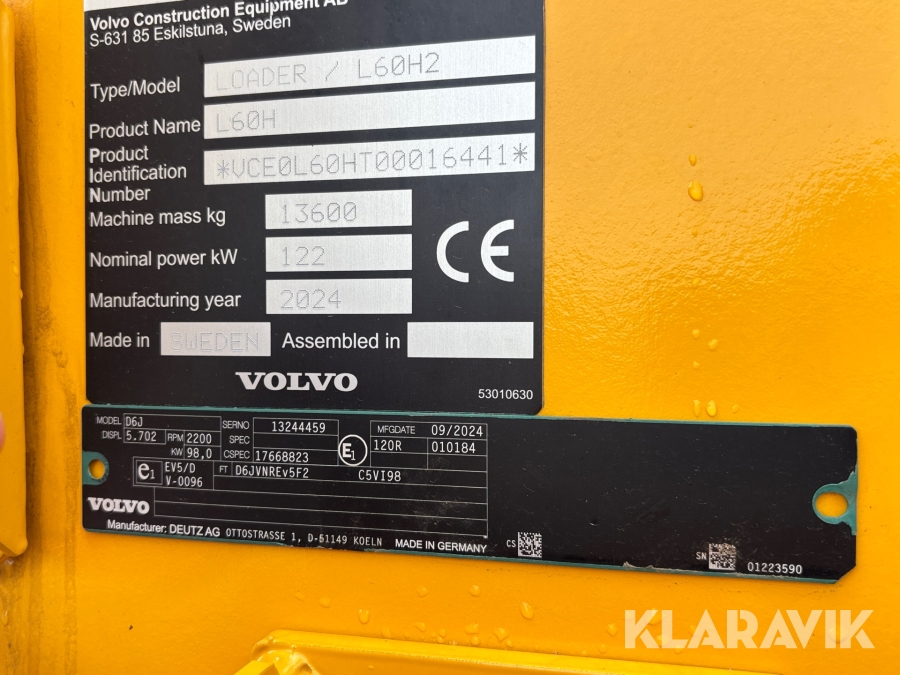 Volvo Construction Equipment AB
S-631 85 Eskilstuna, Sweden
Type/Model LOADER / L60H2
Product Name L60H
Product Identification Number *VCE0L60HT00016441*
Machine mass kg 13600
Nominal power kW 122
Manufacturing year 2024
Made in SWEDEN Assembled in -
CE
VOLVO
53010630
MODEL D6J SERNO 13244459 MFGDATE 09/2024
DISPL 5.702 RPM 2200 SPEC E1 120R 010184
KW 98,0 CSPEC 17668823
e1 EV5/D V-0096 FT D6JVNREv5F2 C5VI98
VOLVO
Manufacturer: DEUTZ AG OTTOSTRASSE 1, D-51149 KOELN MADE IN GERMANY CS SN 01223590
KLARAVIK